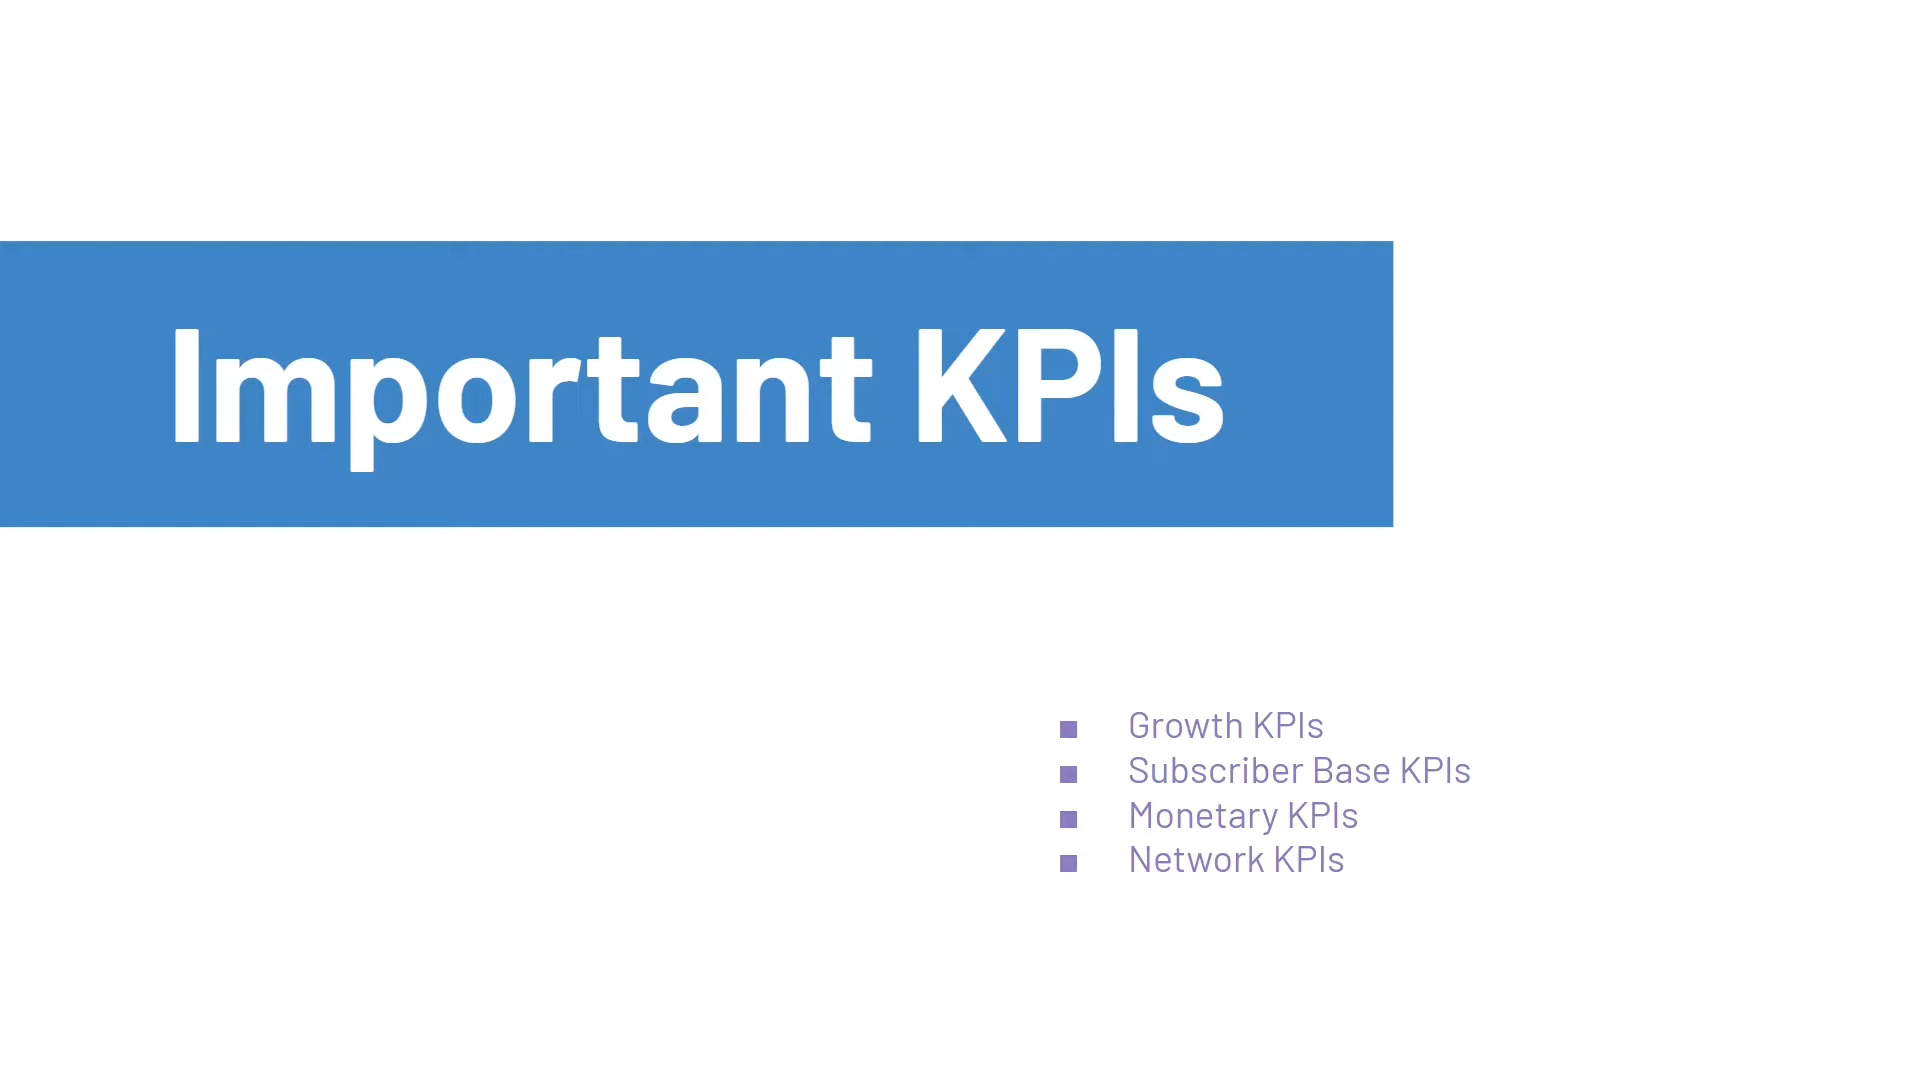 Important KPIs
Growth KPIs
Subscriber Base KPIs
Monetary KPIs
Network KPIs